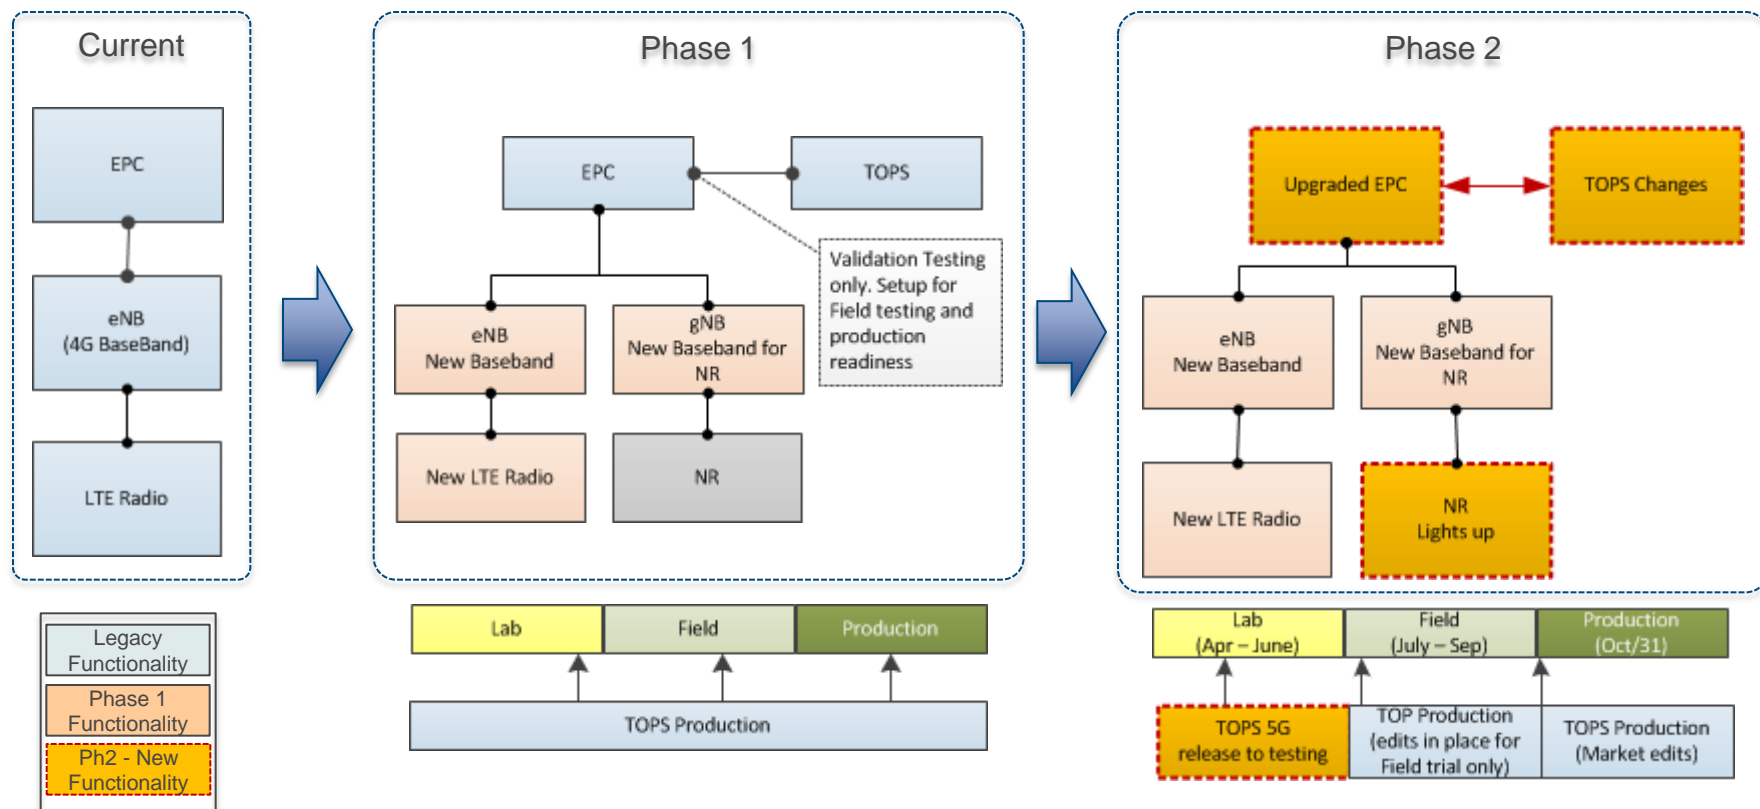 Current
EPC
eNB
(4G BaseBand)
LTE Radio
Legacy
Functionality
Phase 1
Functionality
Ph2 - New
Functionality
Phase 1
EPC
TOPS
Validation Testing
only. Setup for
Field testing and
production
readiness
eNB
New Baseband
gNB
New Baseband for
NR
New LTE Radio
NR
Lab
Field
Production
TOPS Production
Phase 2
Upgraded EPC
TOPS Changes
eNB
New Baseband
gNB
New Baseband for
NR
New LTE Radio
NR
Lights up
Lab
(Apr – June)
Field
(July – Sep)
Production
(Oct/31)
TOPS 5G
release to testing
TOP Production
(edits in place for
Field trial only)
TOPS Production
(Market edits)